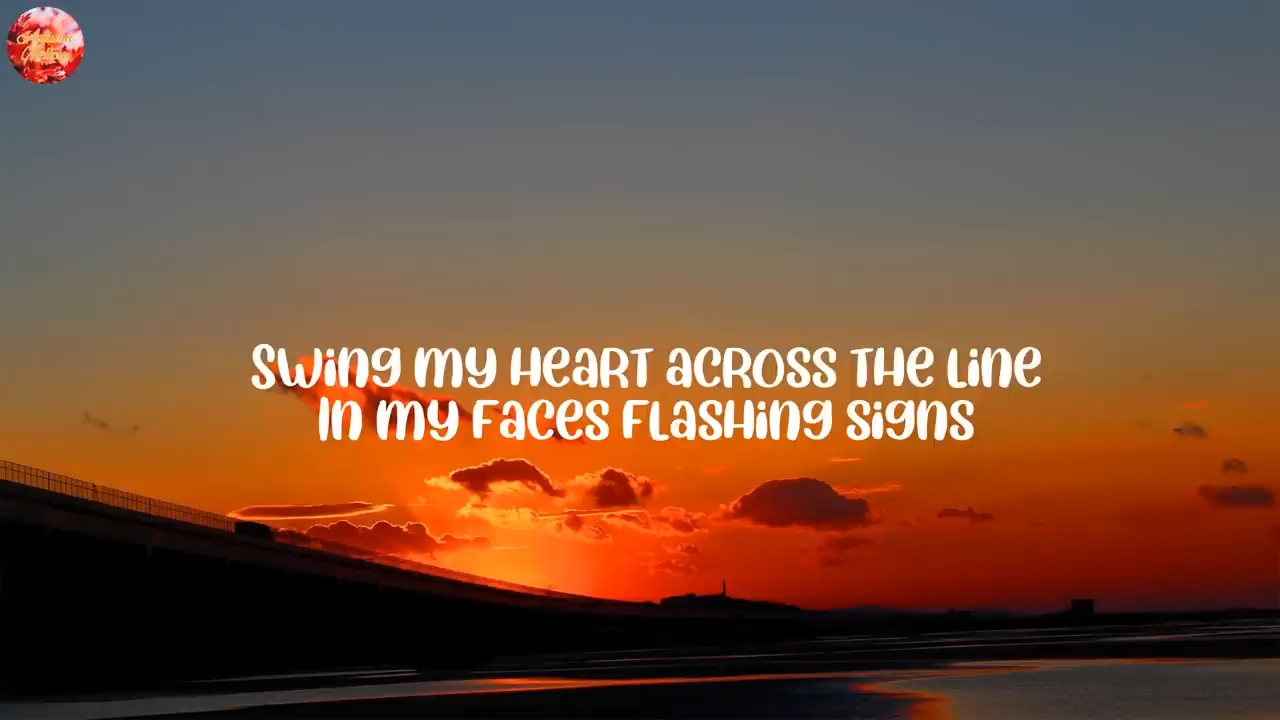 Swing my heart across the line
In my faces flashing signs